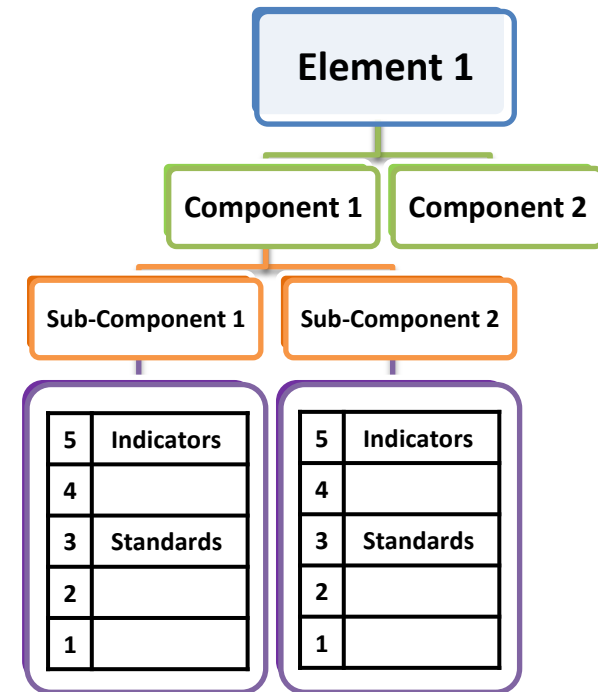 Element 1
Component 1
Component 2
Sub-Component 1
Sub-Component 2
5 Indicators
4
3 Standards
2
1
5 Indicators
4
3 Standards
2
1